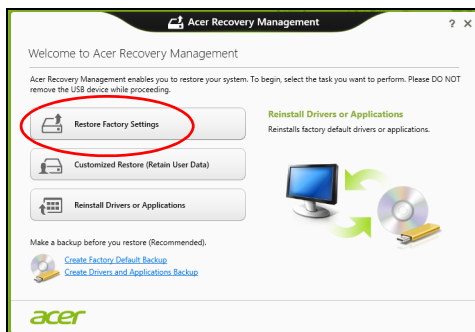 Acer Recovery Management
? ×
Welcome to Acer Recovery Management
Acer Recovery Management enables you to restore your system. To begin, select the task you want to perform. Please DO NOT
remove the USB device while proceeding.
Restore Factory Settings
Reinstall Drivers or Applications
Reinstalls factory default drivers or applications.
Customized Restore (Retain User Data)
Reinstall Drivers or Applications
Make a backup before you restore (Recommended).
Create Factory Default Backup
Create Drivers and Applications Backup
acer